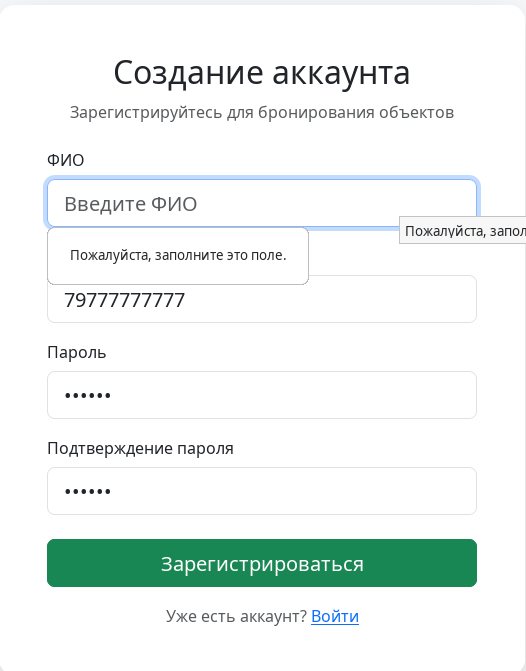 Создание аккаунта
Зарегистрируйтесь для бронирования объектов
ФИО
Введите ФИО
Пожалуйста, запол
Пожалуйста, заполните это поле.
79777777777
Пароль
••••••
Подтверждение пароля
••••••
Зарегистрироваться
Уже есть аккаунт? Войти